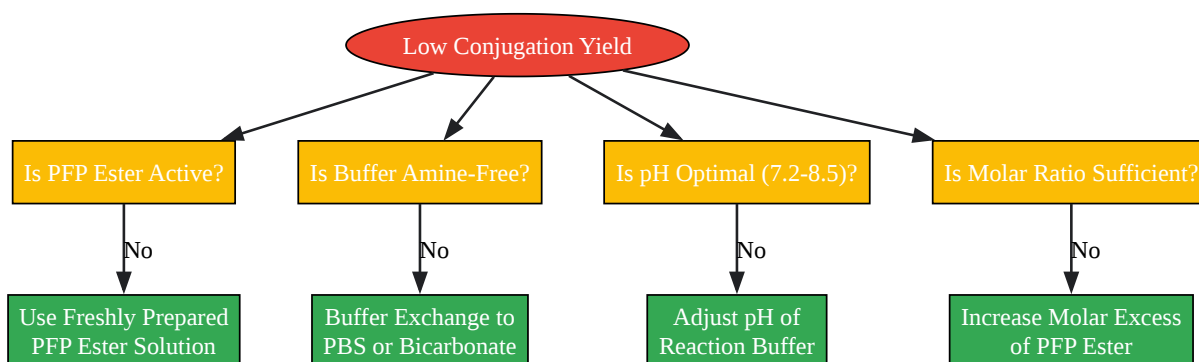 Low Conjugation Yield
Is PFP Ester Active?
Is Buffer Amine-Free?
Is pH Optimal (7.2-8.5)?
Is Molar Ratio Sufficient?
No
No
No
No
Use Freshly Prepared
PFP Ester Solution
Buffer Exchange to
PBS or Bicarbonate
Adjust pH of
Reaction Buffer
Increase Molar Excess
of PFP Ester